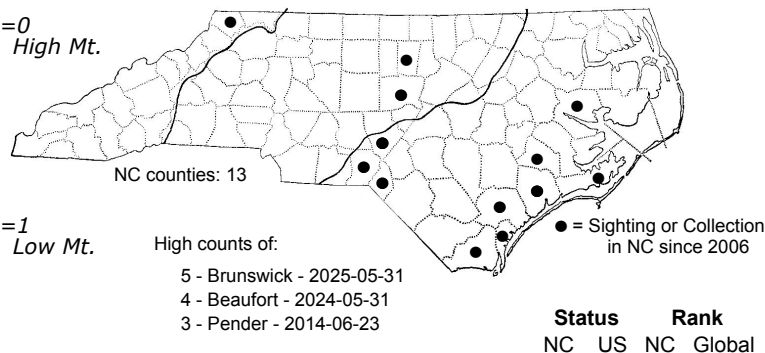 =0
High Mt.
NC counties: 13
=1
Low Mt.
High counts of:
5 - Brunswick - 2025-05-31
4 - Beaufort - 2024-05-31
3 - Pender - 2014-06-23
● = Sighting or Collection
in NC since 2006
Status Rank
NC US NC Global